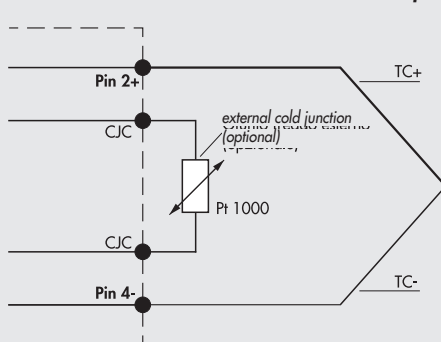 TC+
Pin 2+
external cold junction
(optional)
CJC
Pt 1000
CJC
Pin 4-
TC-